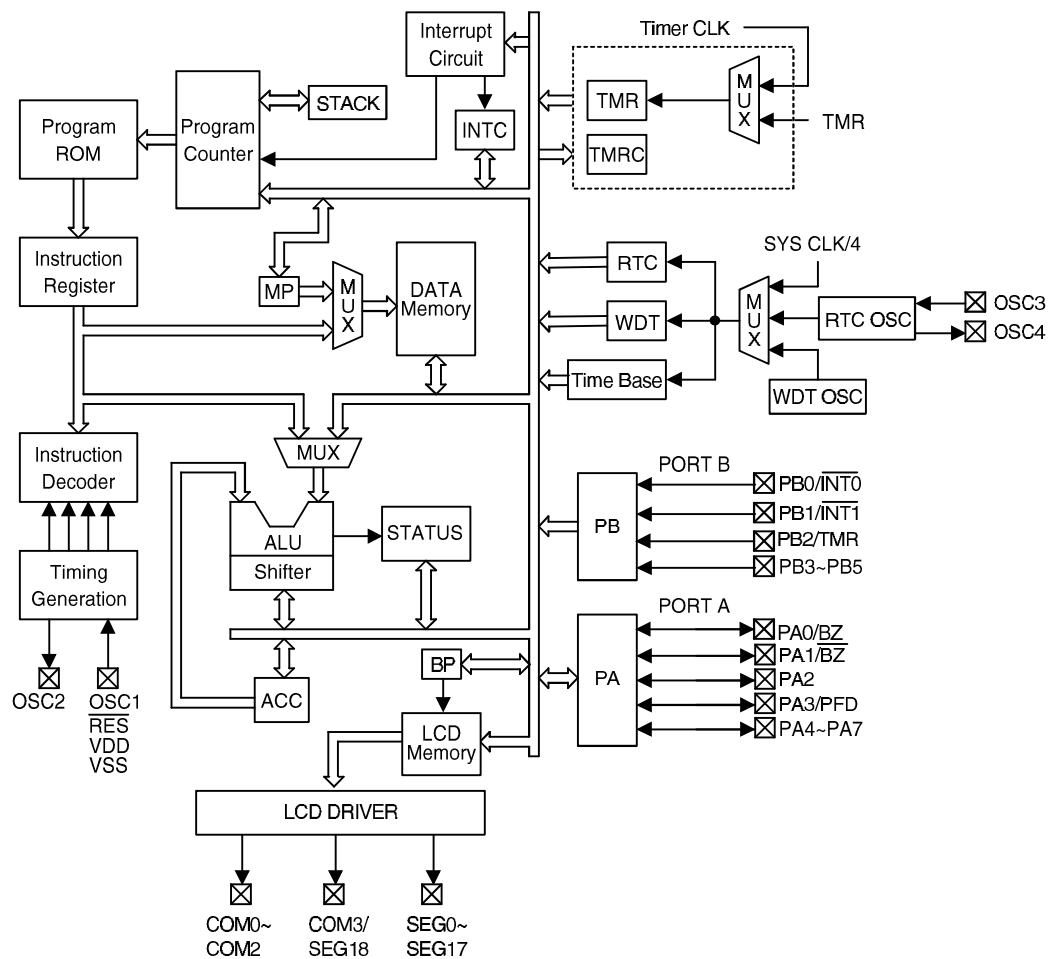 Interrupt
Circuit
Timer CLK
STACK
INTC
Program
ROM
Program
Counter
TMR
TMRC
MUX
TMR
Instruction
Register
MP
MUX
DATA
Memory
RTC
WDT
Time Base
SYS CLK/4
MUX
RTC OSC
WDT OSC
OSC3
OSC4
Instruction
Decoder
MUX
ALU
Shifter
STATUS
PORT B
PB
PB0/INT0
PB1/INT1
PB2/TMR
PB3~PB5
Timing
Generation
OSC2
OSC1
RES
VDD
VSS
ACC
BP
PORT A
PA
PA0/BZ
PA1/BZ
PA2
PA3/PFD
PA4~PA7
LCD
Memory
LCD DRIVER
COM0~
COM2
COM3/
SEG18
SEG0~
SEG17